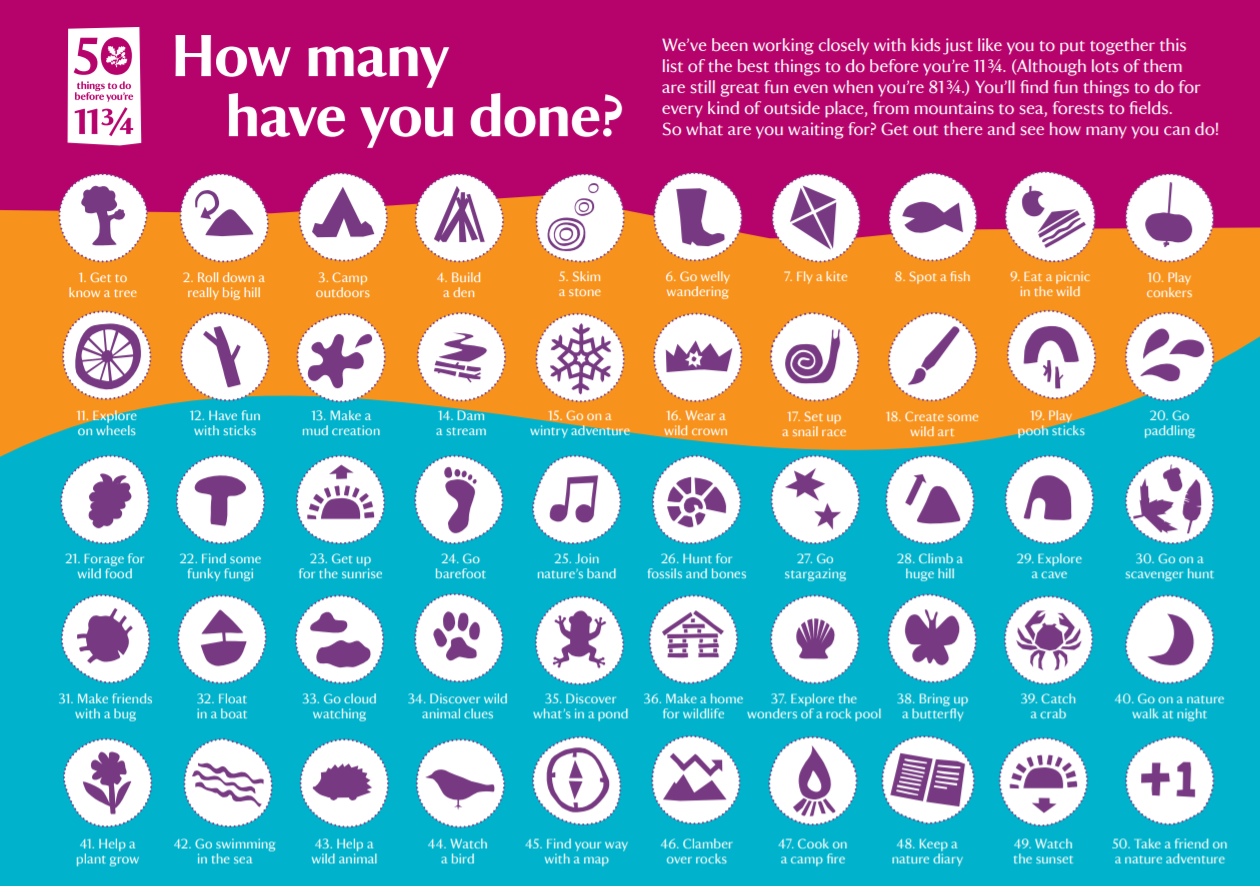 50
things to do
before you're
11¾
How many
have you done?
We've been working closely with kids just like you to put together this
list of the best things to do before you're 11¾. (Although lots of them
are still great fun even when you're 81¾.) You'll find fun things to do for
every kind of outside place, from mountains to sea, forests to fields.
So what are you waiting for? Get out there and see how many you can do!
1. Get to
know a tree
2. Roll down a
really big hill
3. Camp
outdoors
4. Build
a den
5. Skim
a stone
6. Go welly
wandering
7. Fly a kite
8. Spot a fish
9. Eat a picnic
in the wild
10. Play
conkers
11. Explore
on wheels
12. Have fun
with sticks
13. Make a
mud creation
14. Dam
a stream
15. Go on a
wintry adventure
16. Wear a
wild crown
17. Set up
a snail race
18. Create some
wild art
19. Play
pooh sticks
20. Go
paddling
21. Forage for
wild food
22. Find some
funky fungi
23. Get up
for the sunrise
24. Go
barefoot
25. Join
nature's band
26. Hunt for
fossils and bones
27. Go
stargazing
28. Climb a
huge hill
29. Explore
a cave
30. Go on a
scavenger hunt
31. Make friends
with a bug
32. Float
in a boat
33. Go cloud
watching
34. Discover wild
animal clues
35. Discover
what's in a pond
36. Make a home
for wildlife
37. Explore the
wonders of a rock pool
38. Bring up
a butterfly
39. Catch
a crab
40. Go on a nature
walk at night
41. Help a
plant grow
42. Go swimming
in the sea
43. Help a
wild animal
44. Watch
a bird
45. Find your way
with a map
46. Clamber
over rocks
47. Cook on
a camp fire
48. Keep a
nature diary
49. Watch
the sunset
+1
50. Take a friend on
a nature adventure